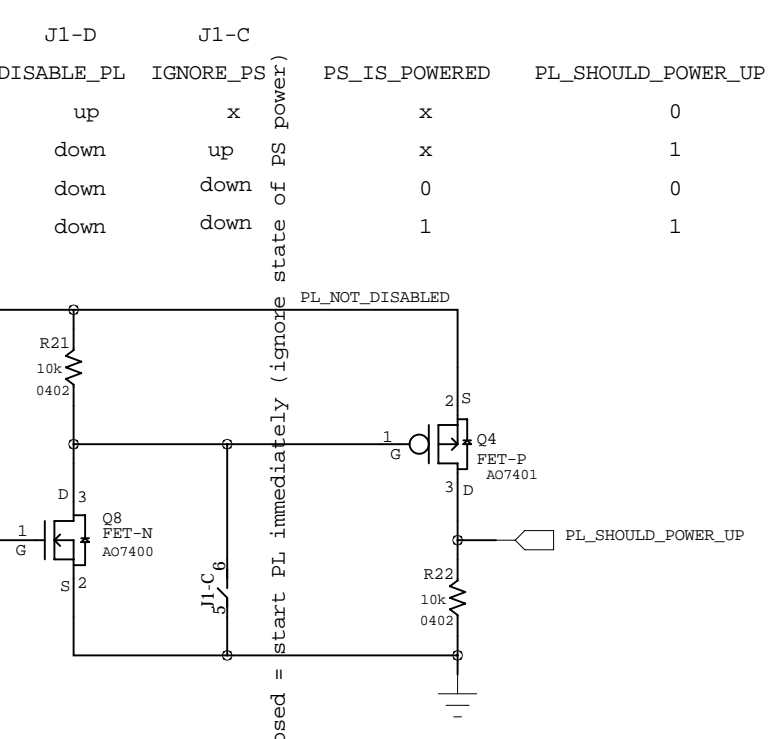 J1-D J1-C
DISABLE_PL IGNORE_PS PS_IS_POWERED PL_SHOULD_POWER_UP
up x x 0
down up x 1
down down 0 0
down down 1 1
PL_NOT_DISABLED
R21
10k
0402
2 S
1
G
Q4
FET-P
AO7401
3 D
D 3
1
G
Q8
FET-N
AO7400
S 2
J1-C
6
5
PL_SHOULD_POWER_UP
R22
10k
0402
= start PL immediately (ignore state of PS power)